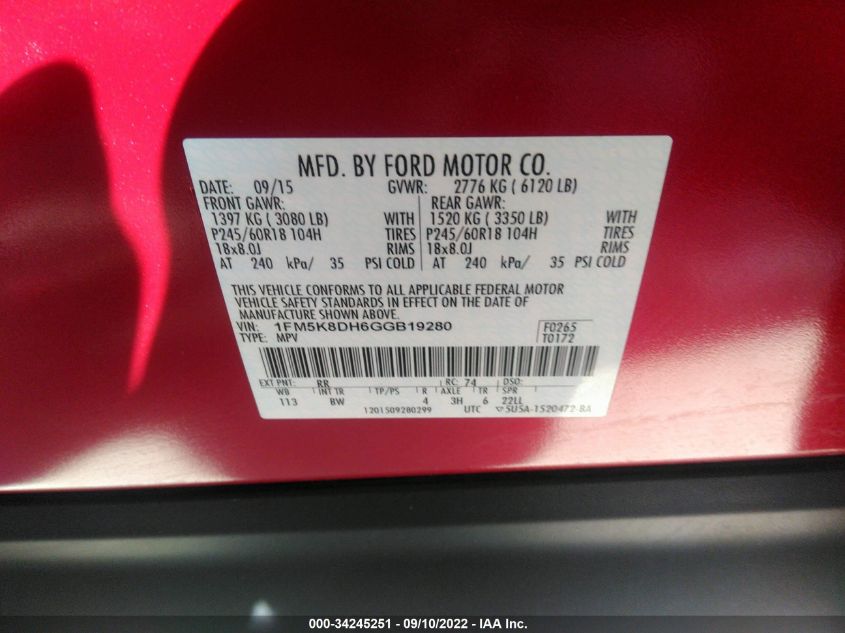 MFD. BY FORD MOTOR CO.
DATE: 09/15 GVWR: 2776 KG ( 6120 LB)
FRONT GAWR: REAR GAWR:
1397 KG ( 3080 LB) WITH 1520 KG ( 3350 LB) WITH
P245/60R18 104H TIRES P245/60R18 104H TIRES
18x8.0J RIMS 18x8.0J RIMS
AT 240 kPa/ 35 PSI COLD AT 240 kPa/ 35 PSI COLD
THIS VEHICLE CONFORMS TO ALL APPLICABLE FEDERAL MOTOR
VEHICLE SAFETY STANDARDS IN EFFECT ON THE DATE OF
MANUFACTURE SHOWN ABOVE.
VIN: 1FM5K8DH6GGB19280 F0265
TYPE: MPV T0172
EXT PNT: RR RC: 74 DSO:
WB INT TR TP/PS R AXLE TR SPR
113 BW 4 3H 6 22LL
1201509280299 UTC 5U5A-1520472-BA
000-34245251 - 09/10/2022 - IAA Inc.